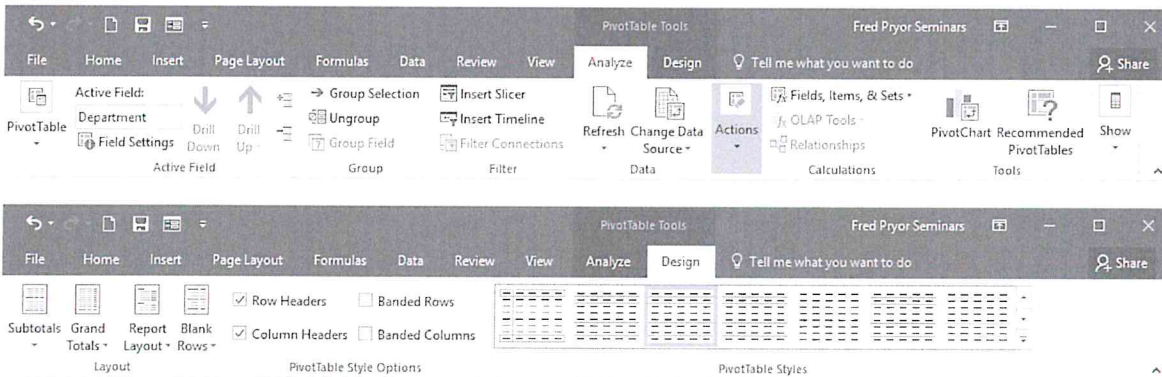 PivotTable Tools Fred Pryor Seminars
File Home Insert Page Layout Formulas Data Review View Analyze Design Tell me what you want to do Share
PivotTable
Active Field:
Department
Field Settings
Drill Down
Drill Up
Active Field
Group Selection
Ungroup
Group Field
Group
Insert Slicer
Insert Timeline
Filter Connections
Filter
Refresh
Change Data Source
Data
Actions
Fields, Items, & Sets
OLAP Tools
Relationships
Calculations
PivotChart
Recommended PivotTables
Tools
Show
PivotTable Tools Fred Pryor Seminars
File Home Insert Page Layout Formulas Data Review View Analyze Design Tell me what you want to do Share
Subtotals
Grand Totals
Report Layout
Blank Rows
Layout
Row Headers
Banded Rows
Column Headers
Banded Columns
PivotTable Style Options
PivotTable Styles